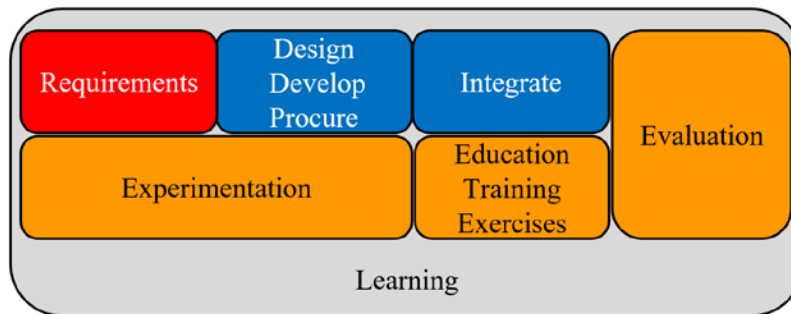 Requirements
Design
Develop
Procure
Integrate
Evaluation
Experimentation
Education
Training
Exercises
Learning